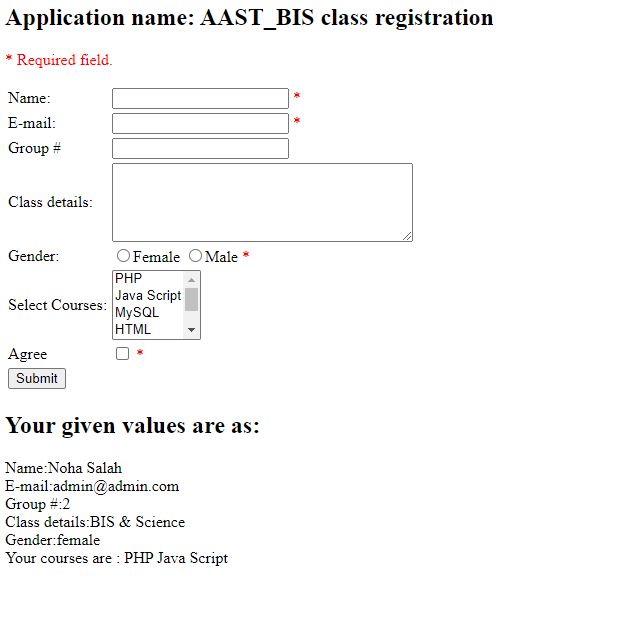 Application name: AAST_BIS class registration
* Required field.
Name: *
E-mail: *
Group #
Class details:
Gender: Female Male *
Select Courses: PHP
Java Script
MySQL
HTML
Agree *
Submit
Your given values are as:
Name:Noha Salah
E-mail:admin@admin.com
Group #:2
Class details:BIS & Science
Gender:female
Your courses are : PHP Java Script